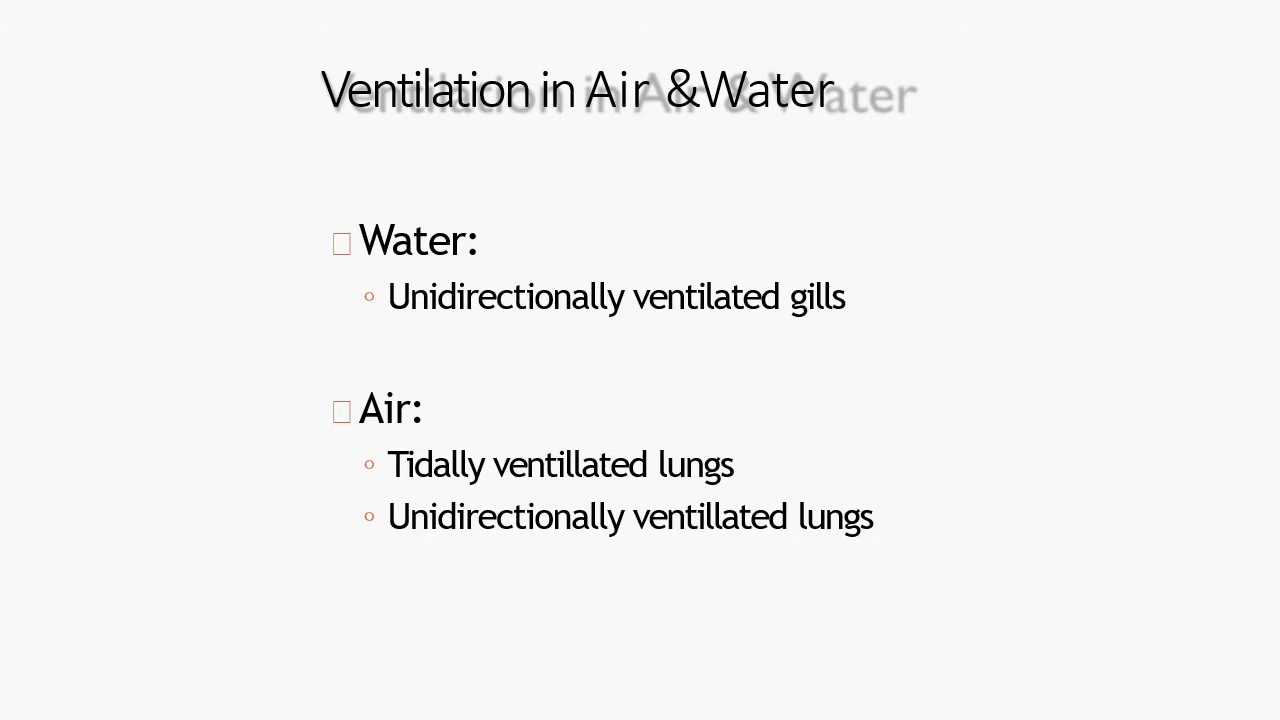 Ventilation in Air &Water
Water:
Unidirectionally ventilated gills
Air:
Tidally ventillated lungs
Unidirectionally ventillated lungs